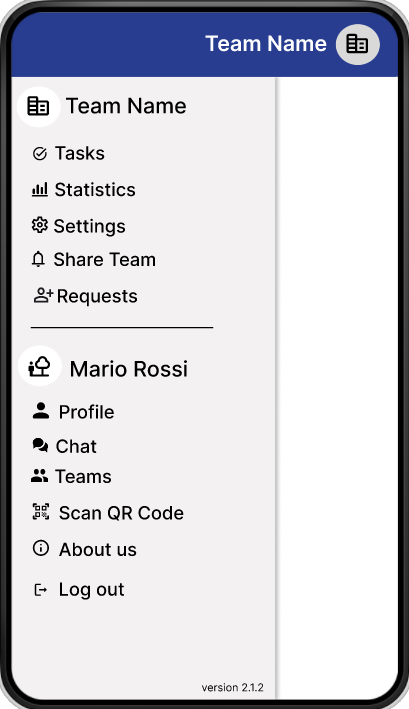 Team Name
Team Name
Tasks
Statistics
Settings
Share Team
Requests
Mario Rossi
Profile
Chat
Teams
Scan QR Code
About us
Log out
version 2.1.2